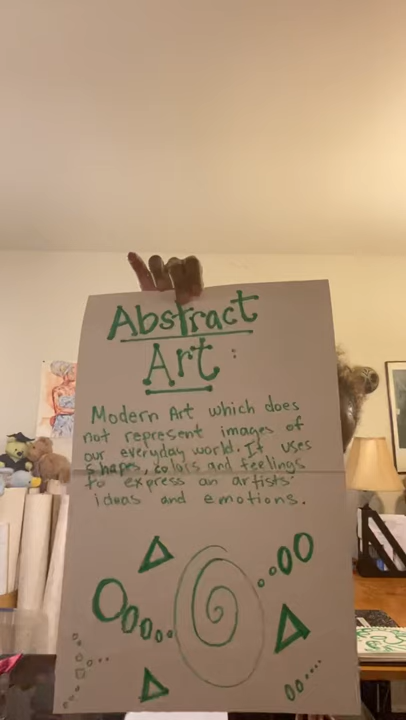 Abstract
Art:
Modern Art which does
not represent images of
our everyday world. It uses
shapes, colors and feelings
to express an artists'
ideas and emotions.